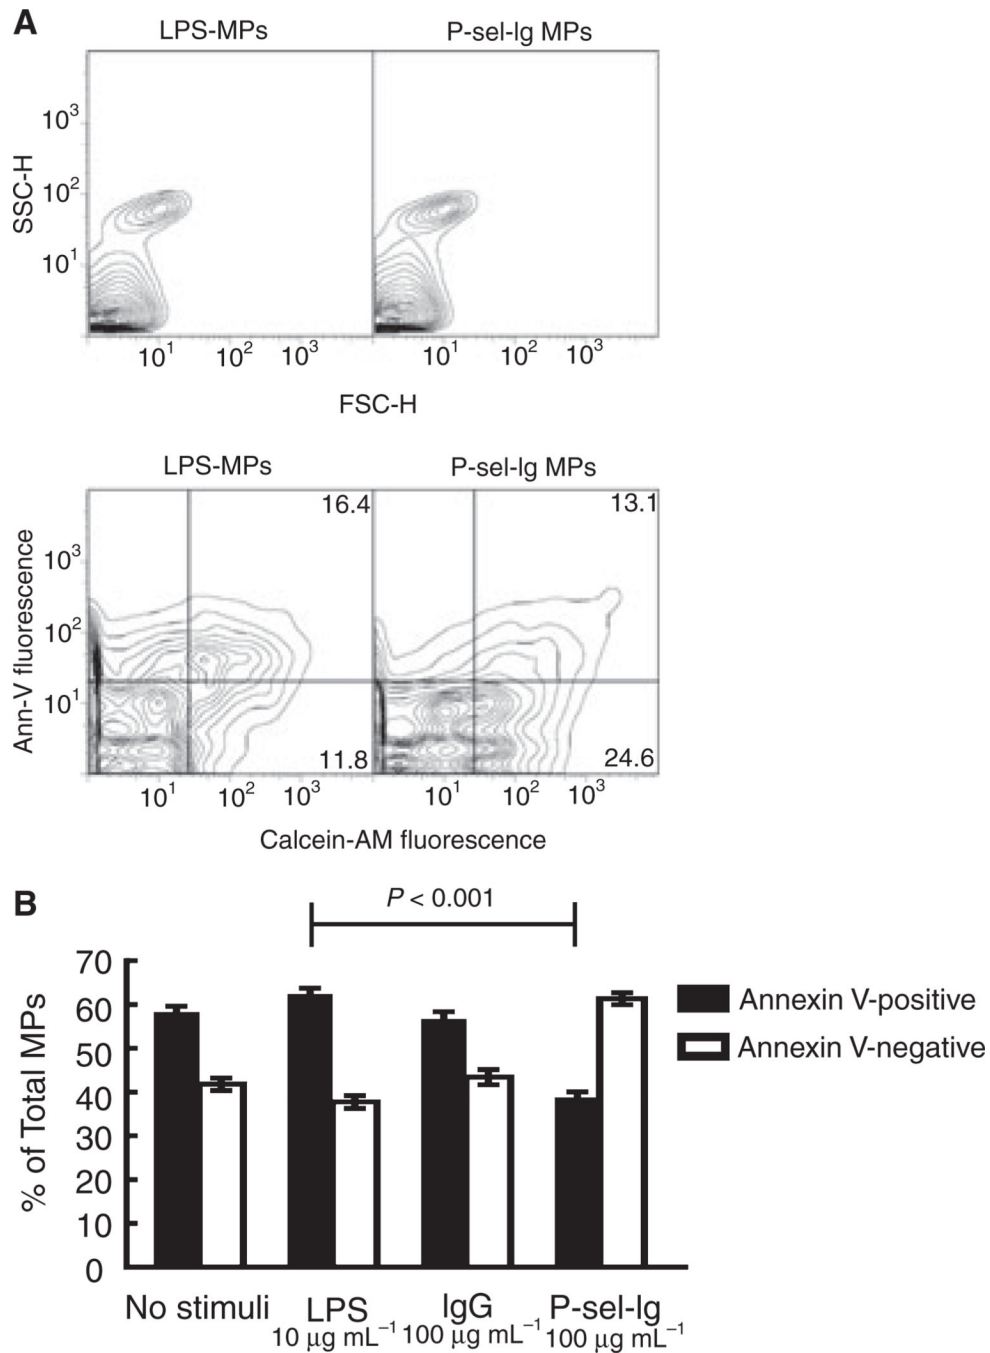 A
LPS-MPs P-sel-Ig MPs
SSC-H
10³
10²
10¹
10¹ 10² 10³ 10¹ 10² 10³
FSC-H
LPS-MPs P-sel-Ig MPs
16.4 13.1
Ann-V fluorescence
10³
10²
10¹
11.8 24.6
10¹ 10² 10³ 10¹ 10² 10³
Calcein-AM fluorescence
B
P < 0.001
% of Total MPs
70
60
50
40
30
20
10
0
Annexin V-positive
Annexin V-negative
No stimuli LPS IgG P-sel-Ig
10 μg mL⁻¹ 100 μg mL⁻¹ 100 μg mL⁻¹